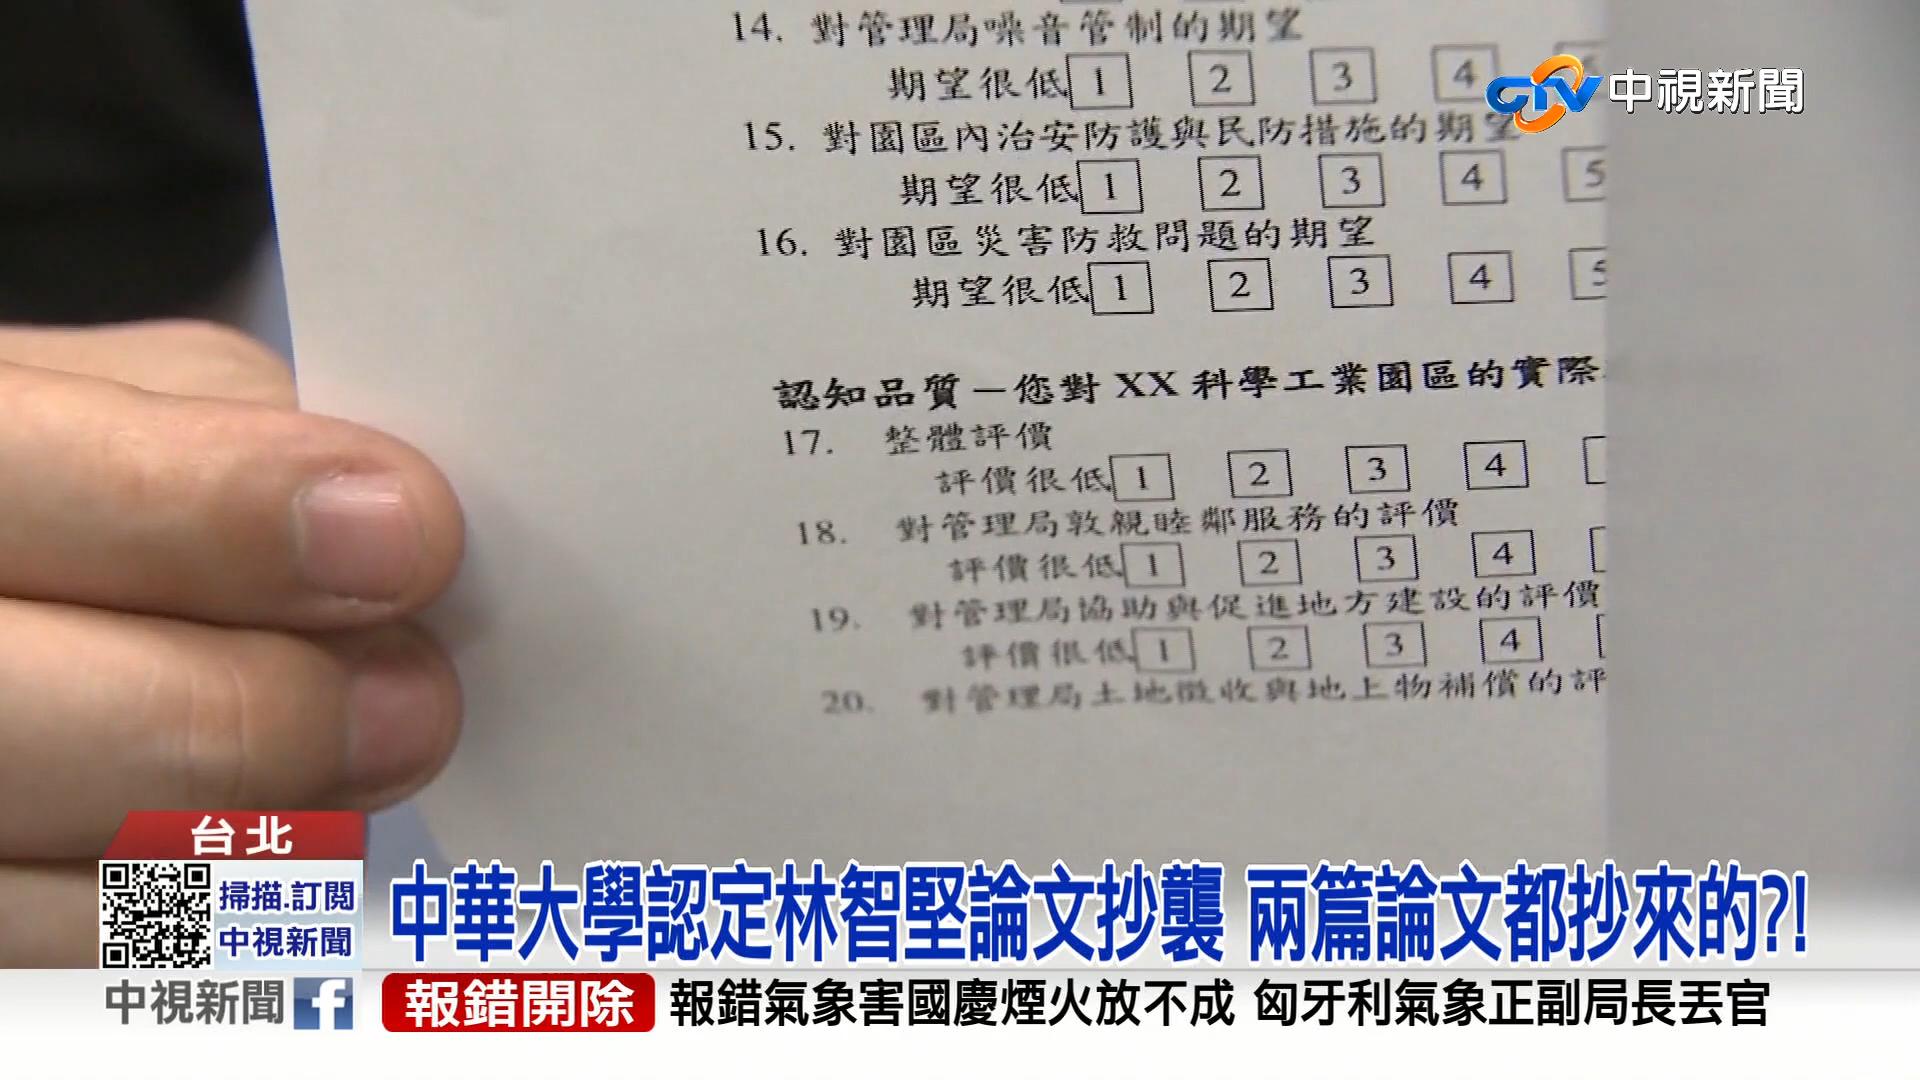 14. 對管理局噪音管制的期望
期望很低 1 2 3 4
CTV 中視新聞
15. 對園區內治安防護與民防措施的期望
期望很低 1 2 3 4 5
16. 對園區災害防救問題的期望
期望很低 1 2 3 4 5
認知品質－您對 XX 科學工業園區的實際
17. 整體評價
評價很低 1 2 3 4
18. 對管理局敦親睦鄰服務的評價
評價很低 1 2 3 4
19. 對管理局協助與促進地方建設的評價
評價很低 1 2 3 4
20. 對管理局土地徵收與地上物補償的評
台北
掃描.訂閱
中視新聞
中華大學認定林智堅論文抄襲 兩篇論文都抄來的?!
中視新聞 f
報錯開除 報錯氣象害國慶煙火放不成 匈牙利氣象正副局長丟官